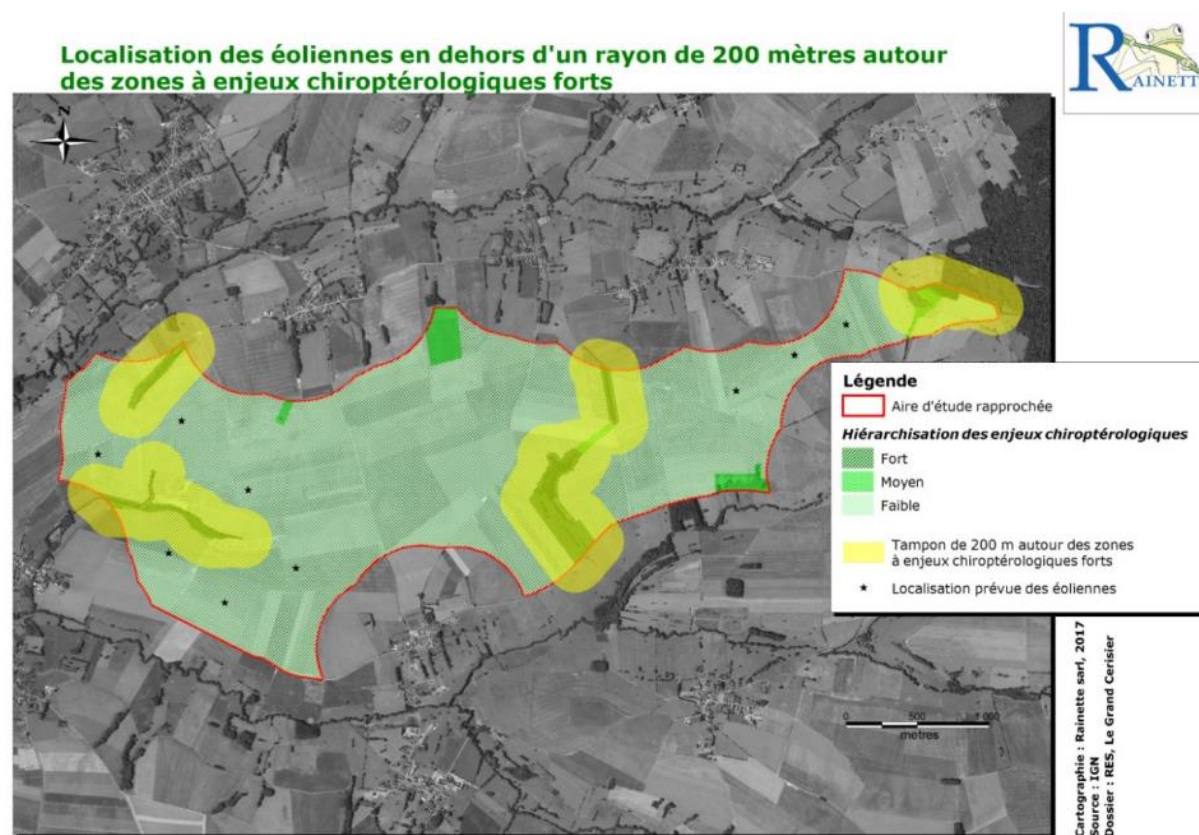 Localisation des éoliennes en dehors d'un rayon de 200 mètres autour
des zones à enjeux chiroptérologiques forts
RAINETT
N
Légende
Aire d'étude rapprochée
Hiérarchisation des enjeux chiroptérologiques
Fort
Moyen
Faible
Tampon de 200 m autour des zones
à enjeux chiroptérologiques forts
Localisation prévue des éoliennes
0 500 1 000
metres
Cartographie : Rainette sarl, 2017
Source : IGN
Dossier : RES, Le Grand Cerisier